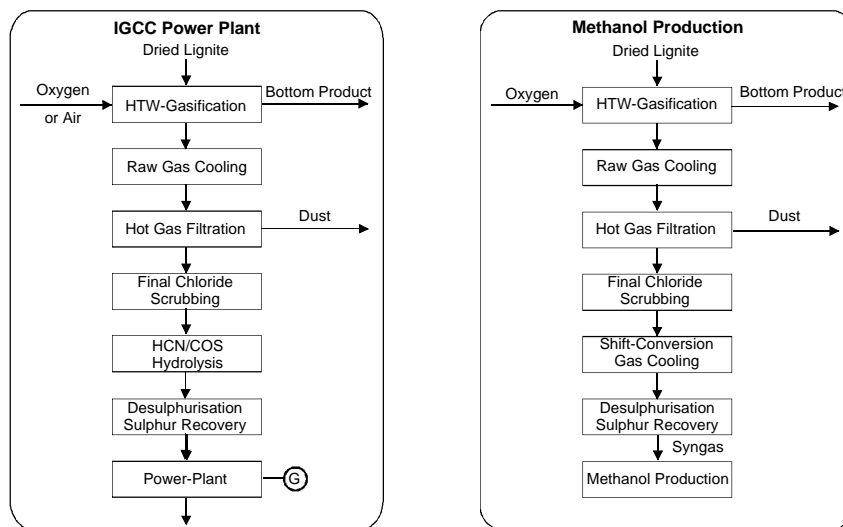 IGCC Power Plant
Dried Lignite
Oxygen
or Air
HTW-Gasification
Bottom Product
Raw Gas Cooling
Hot Gas Filtration
Dust
Final Chloride
Scrubbing
HCN/COS
Hydrolysis
Desulphurisation
Sulphur Recovery
Power-Plant
G
Methanol Production
Dried Lignite
Oxygen
HTW-Gasification
Bottom Product
Raw Gas Cooling
Hot Gas Filtration
Dust
Final Chloride
Scrubbing
Shift-Conversion
Gas Cooling
Desulphurisation
Sulphur Recovery
Syngas
Methanol Production